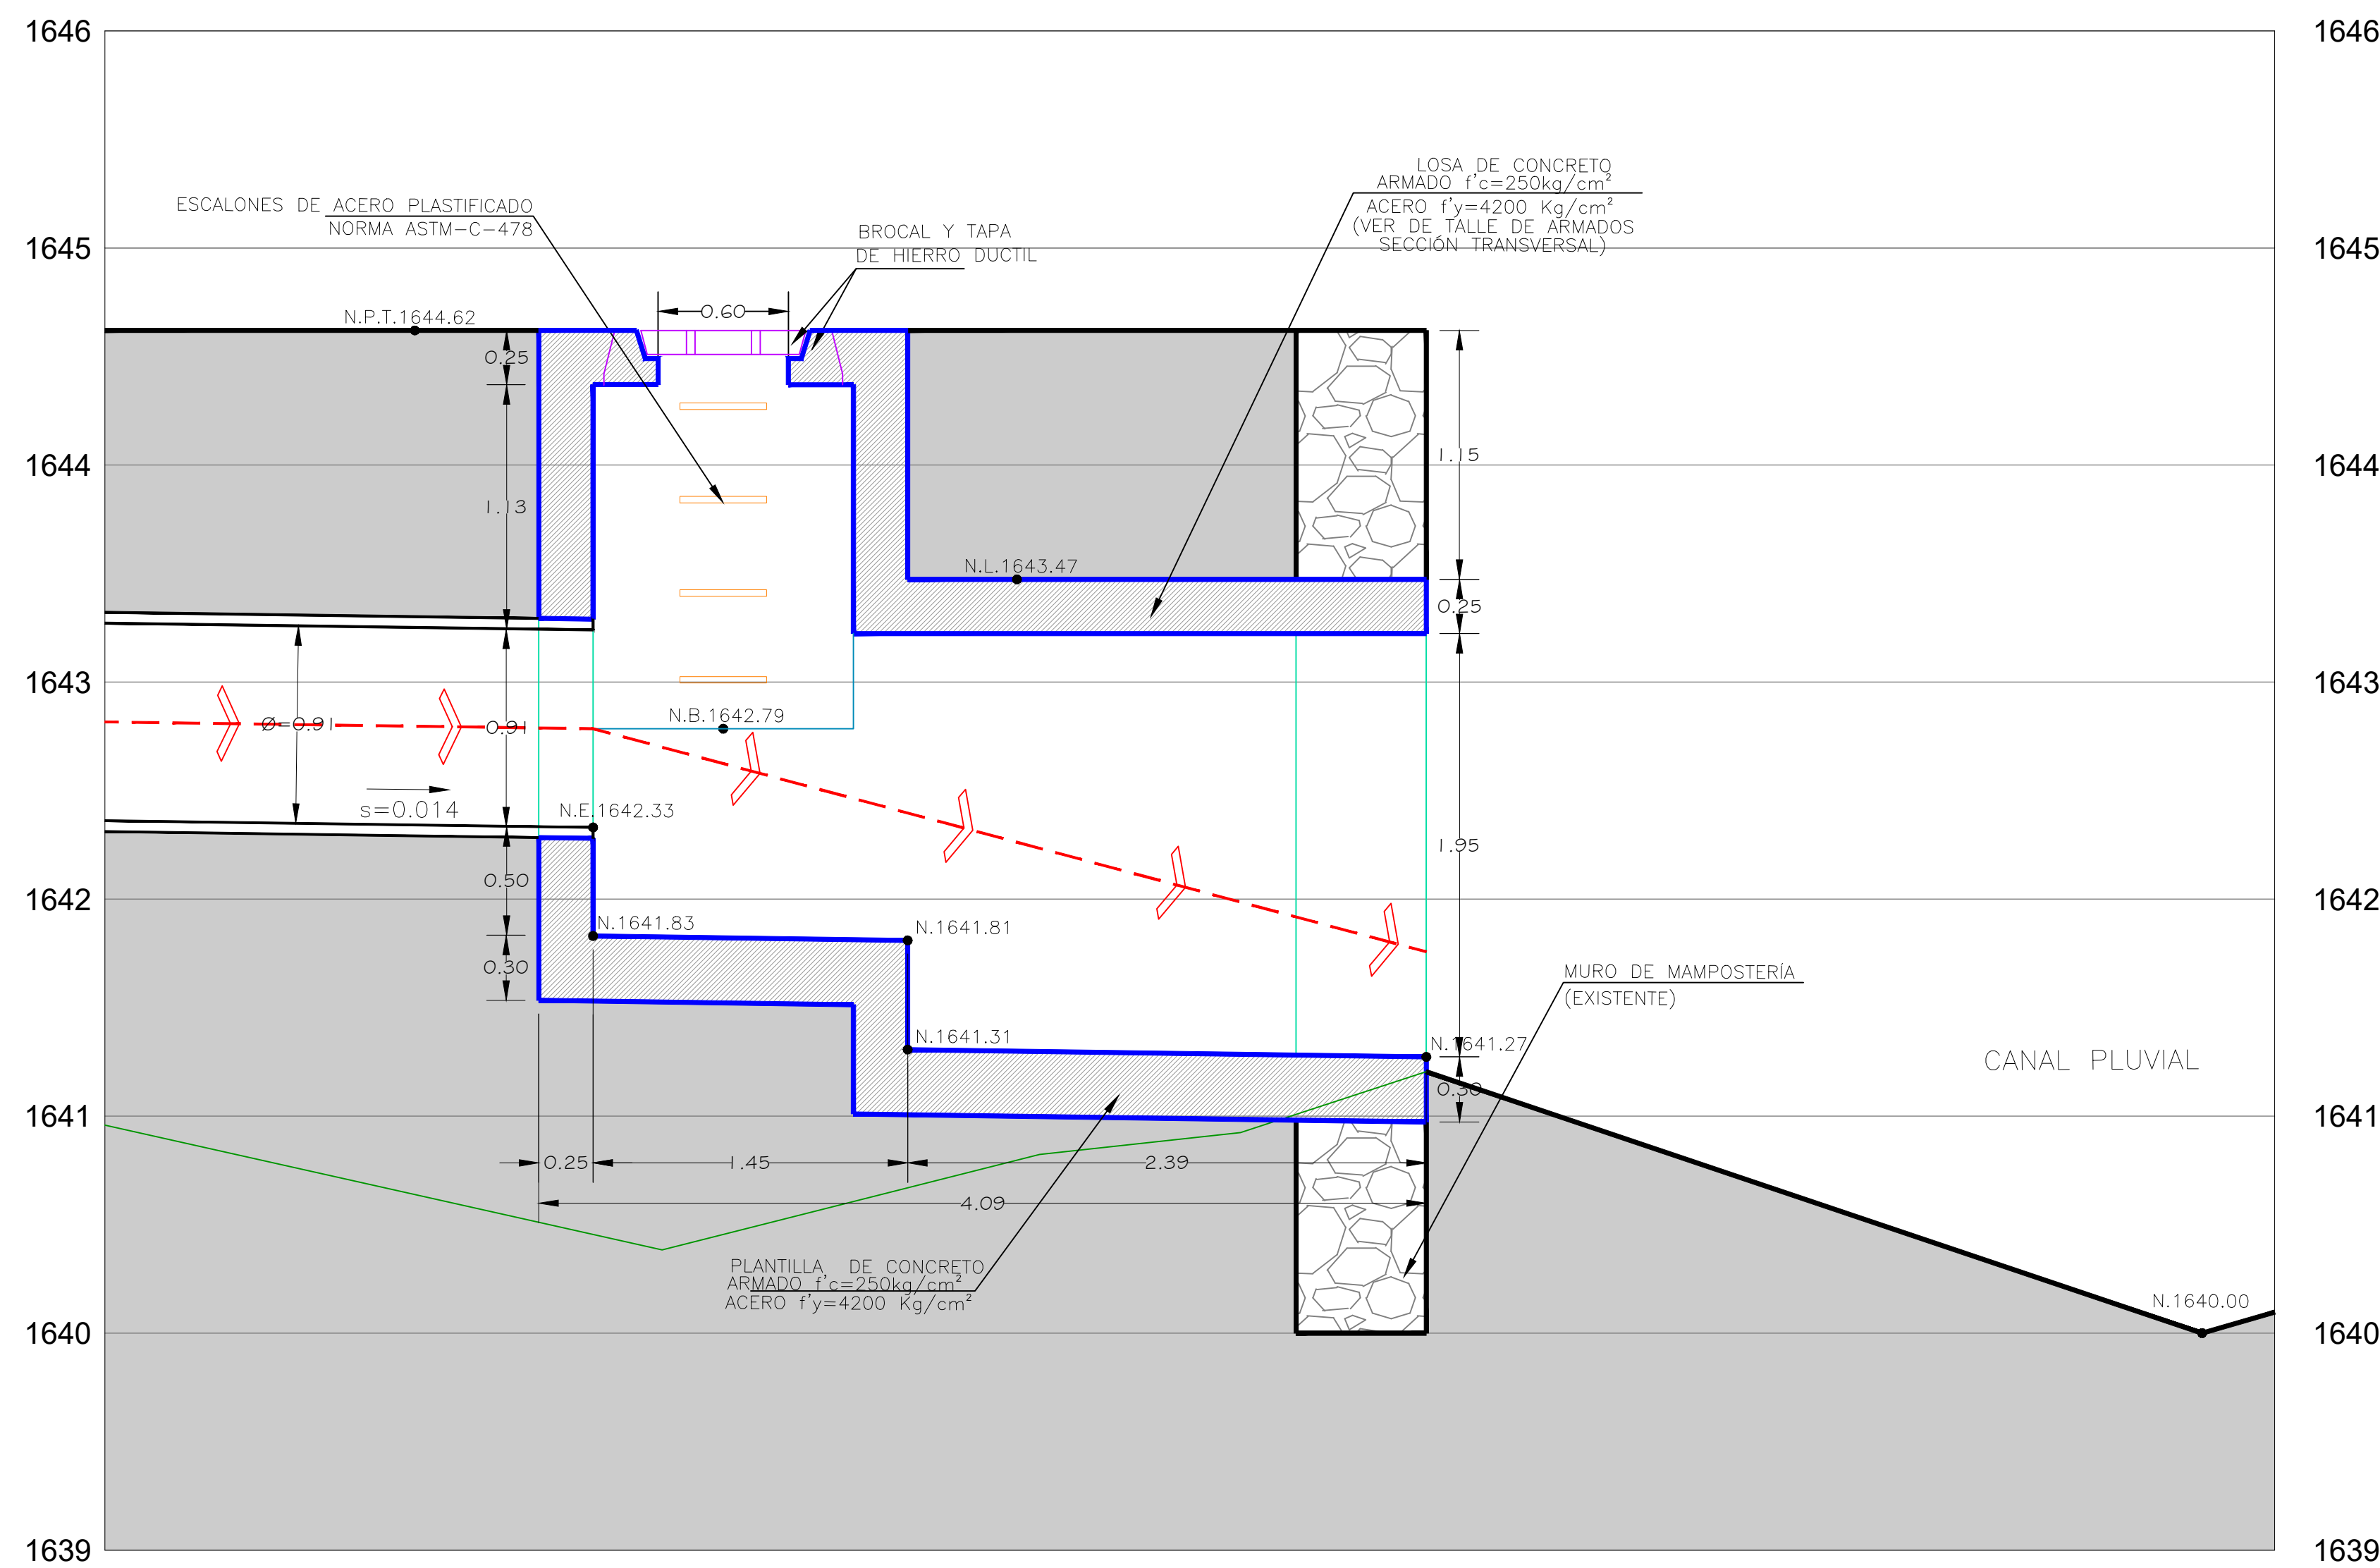 1646
1646
LOSA DE CONCRETO
ARMADO f'c=250kg/cm²
ACERO f'y=4200 Kg/cm²
(VER DE TALLE DE ARMADOS
SECCIÓN TRANSVERSAL)
ESCALONES DE ACERO PLASTIFICADO
NORMA ASTM-C-478
BROCAL Y TAPA
DE HIERRO DUCTIL
1645
1645
N.P.T.1644.62
0.60
0.25
1644
1644
1.15
1.13
N.L.1643.47
0.25
1643
1643
N.B.1642.79
Ø=0.91
0.91
s=0.014
N.E.1642.33
1.95
0.50
1642
1642
N.1641.83
N.1641.81
0.30
MURO DE MAMPOSTERÍA
(EXISTENTE)
N.1641.31
N.1641.27
CANAL PLUVIAL
0.30
1641
1641
0.25
1.45
2.39
4.09
PLANTILLA DE CONCRETO
ARMADO f'c=250kg/cm²
ACERO f'y=4200 Kg/cm²
N.1640.00
1640
1640
1639
1639